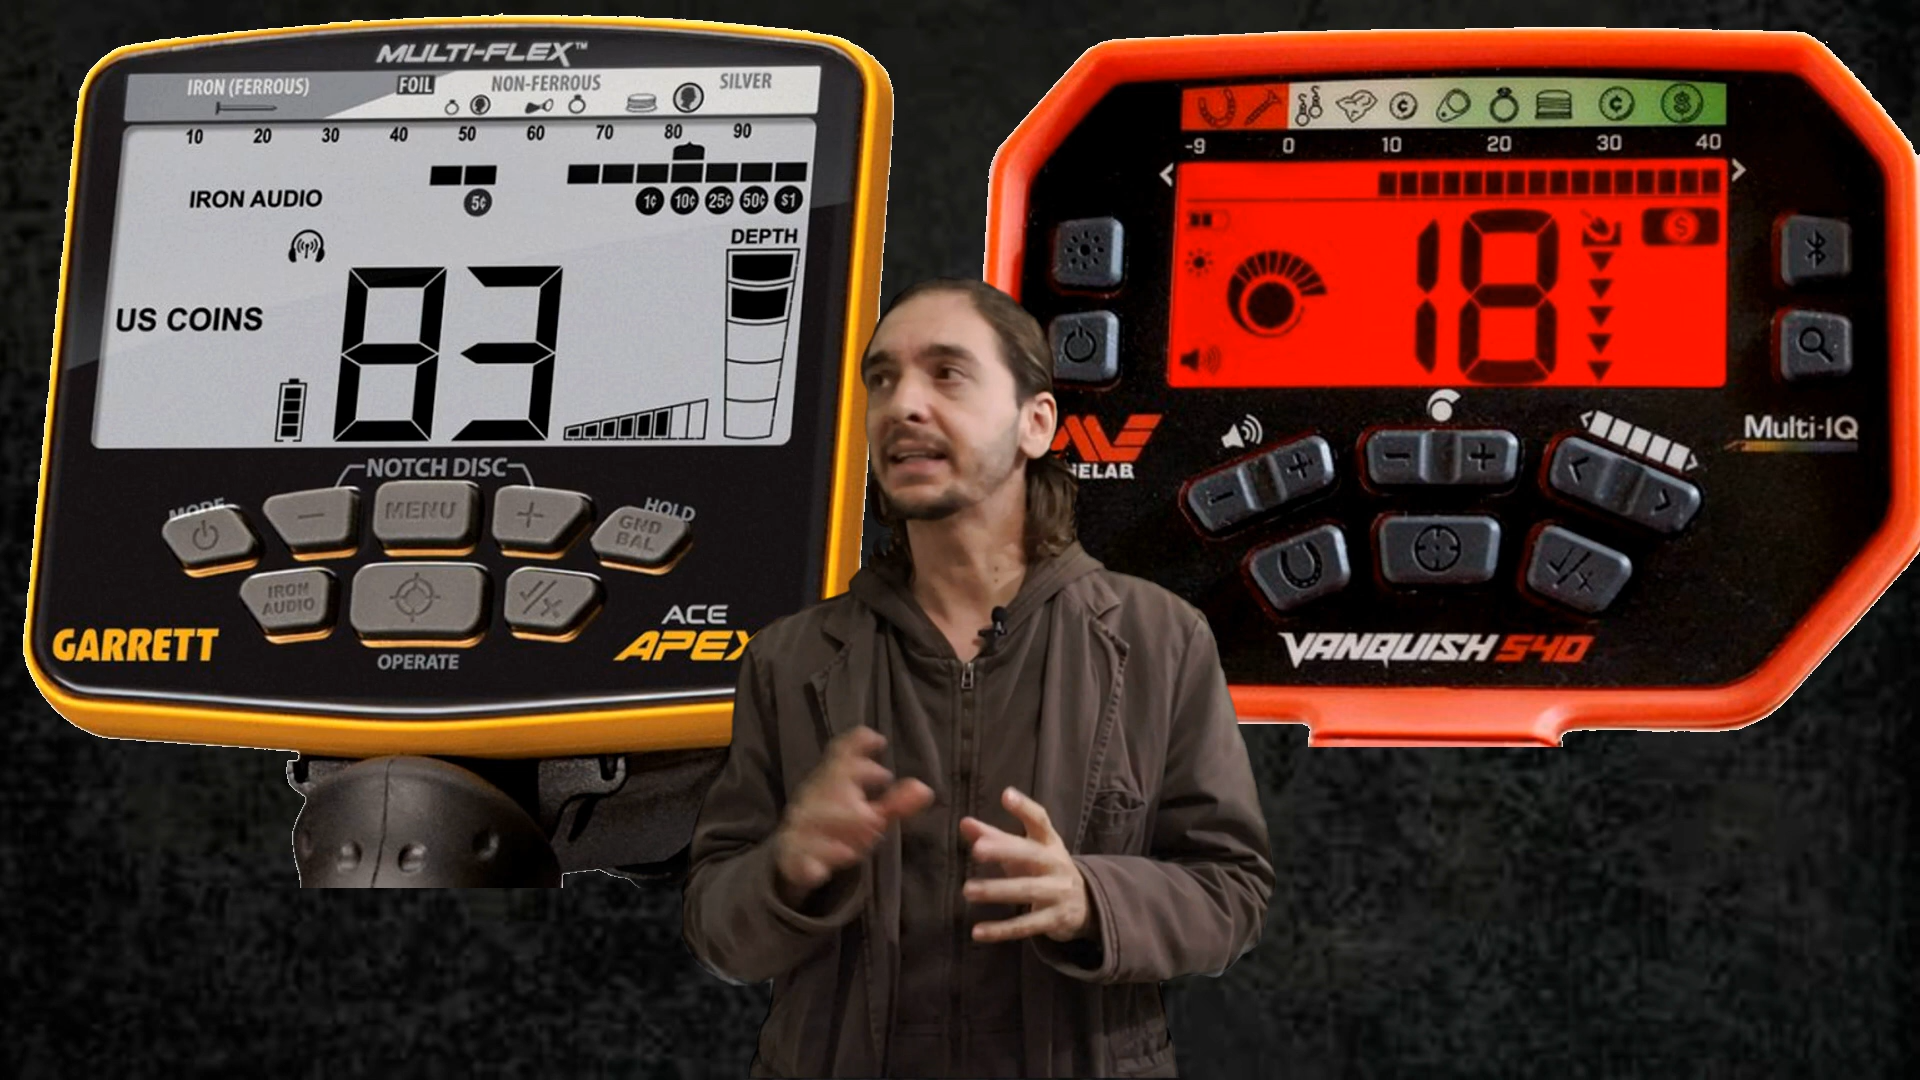 MULTI-FLEX™
IRON (FERROUS) FOIL NON-FERROUS SILVER
10 20 30 40 50 60 70 80 90
IRON AUDIO
5¢ 1¢ 10¢ 25¢ 50¢ $1
DEPTH
US COINS
83
NOTCH DISC
MODE HOLD
MENU
GND
BAL
IRON
AUDIO
ACE
APEX
GARRETT
OPERATE
-9 0 10 20 30 40
18
Multi-IQ
ELAB
VANQUISH 540